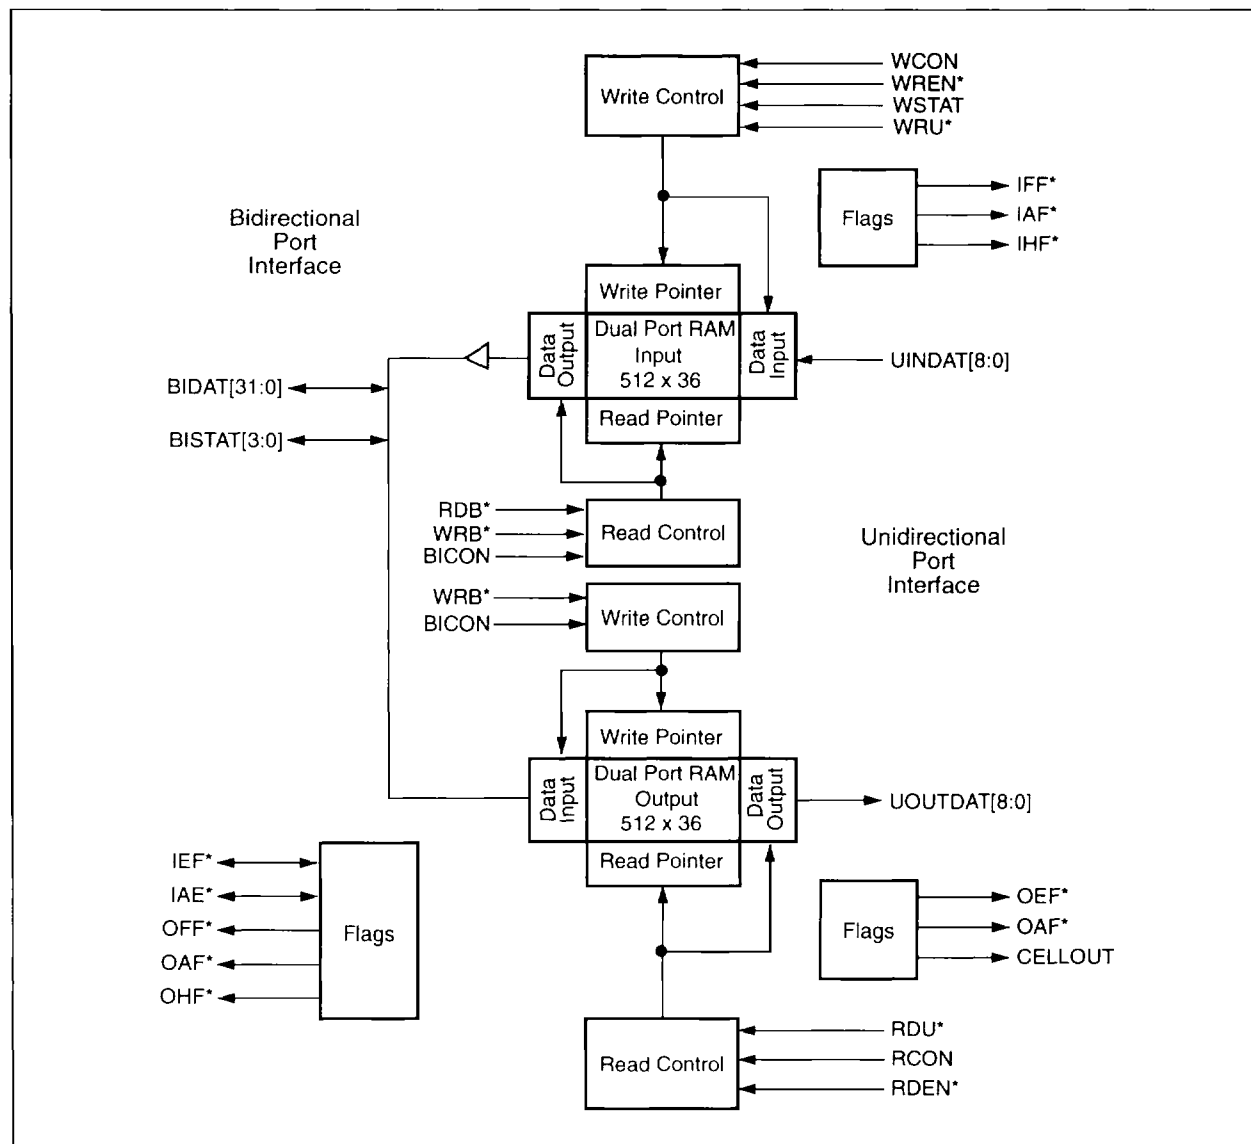 WCON
WREN*
Write Control
WSTAT
WRU*
IFF*
Flags
IAF*
IHF*
Bidirectional
Port
Interface
Write Pointer
Data
Output
Dual Port RAM
Input
512 x 36
Data
Input
UINDAT[8:0]
BIDAT[31:0]
BISTAT[3:0]
Read Pointer
RDB*
WRB*
BICON
Read Control
Unidirectional
Port
Interface
WRB*
BICON
Write Control
Write Pointer
Data
Input
Dual Port RAM
Output
512 x 36
Data
Output
UOUTDAT[8:0]
Read Pointer
IEF*
IAE*
OFF*
OAF*
OHF*
Flags
Flags
OEF*
OAF*
CELLOUT
Read Control
RDU*
RCON
RDEN*